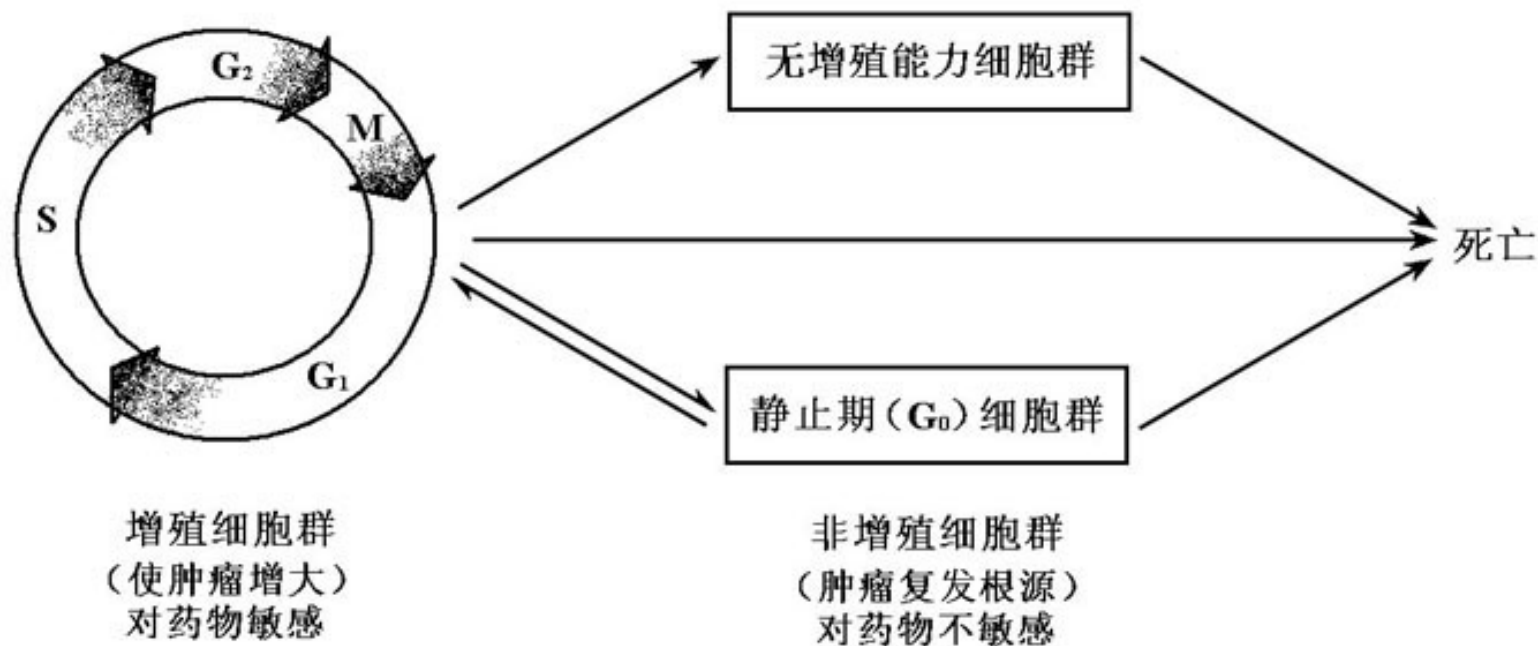 G₂
M
S
G₁
无增殖能力细胞群
死亡
静止期(G₀)细胞群
增殖细胞群
(使肿瘤增大)
对药物敏感
非增殖细胞群
(肿瘤复发根源)
对药物不敏感